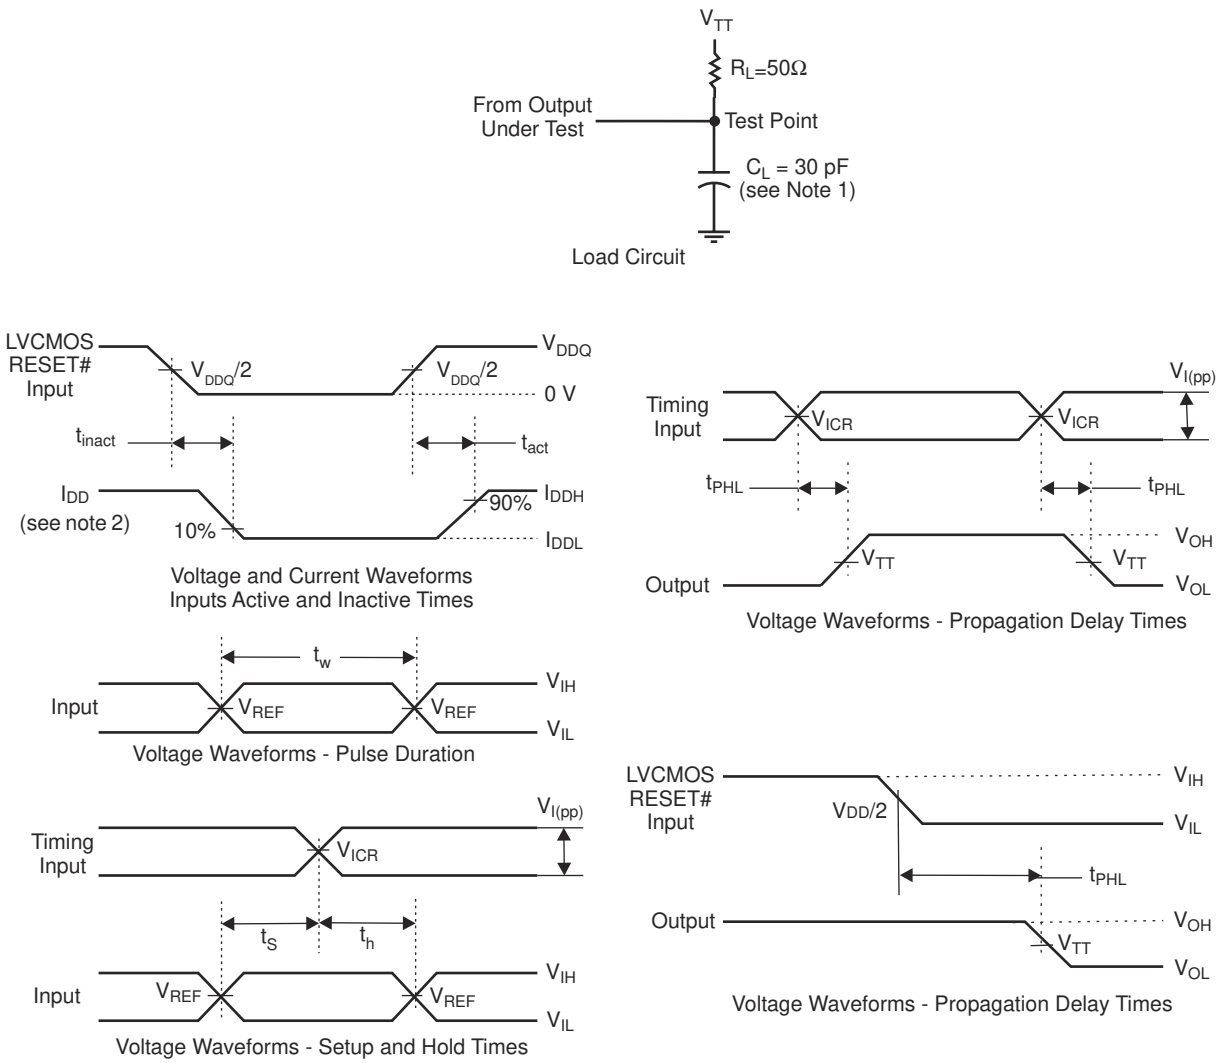 V_TT
R_L=50Ω
From Output
Under Test
Test Point
C_L = 30 pF
(see Note 1)
Load Circuit
LVCMOS
RESET#
Input
V_DDQ/2
V_DDQ/2
V_DDQ
0 V
t_inact
t_act
I_DD
(see note 2)
10%
90%
I_DDH
I_DDL
Voltage and Current Waveforms
Inputs Active and Inactive Times
t_w
Input
V_REF
V_REF
V_IH
V_IL
Voltage Waveforms - Pulse Duration
Timing
Input
V_ICR
V_I(pp)
t_S
t_h
Input
V_REF
V_REF
V_IH
V_IL
Voltage Waveforms - Setup and Hold Times
Timing
Input
V_ICR
V_ICR
V_I(pp)
t_PHL
t_PHL
Output
V_TT
V_TT
V_OH
V_OL
Voltage Waveforms - Propagation Delay Times
LVCMOS
RESET#
Input
V_DD/2
V_IH
V_IL
t_PHL
Output
V_TT
V_OH
V_OL
Voltage Waveforms - Propagation Delay Times